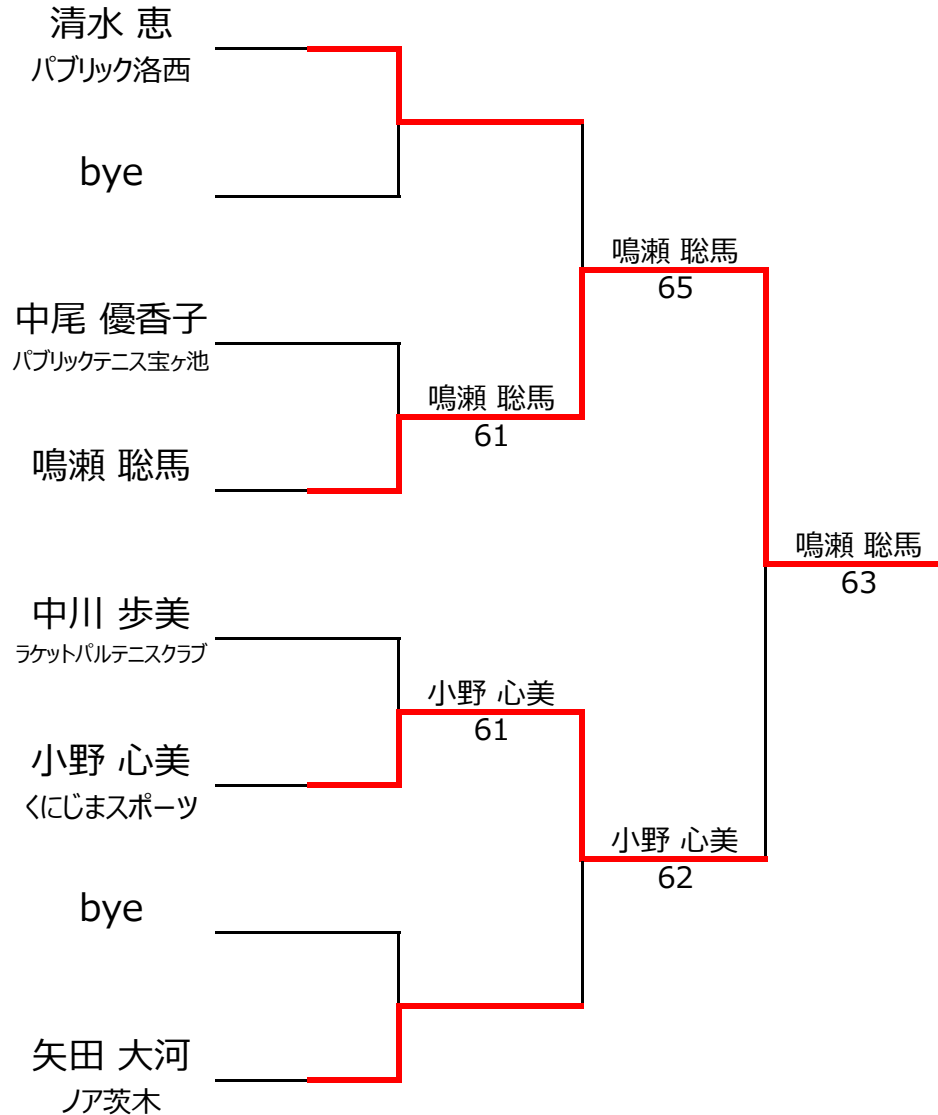 清水 恵
パブリック洛西
bye
中尾 優香子
パブリックテニス宝ヶ池
鳴瀬 聡馬
中川 歩美
ラケットパルテニスクラブ
小野 心美
くにじまスポーツ
bye
矢田 大河
ノア茨木
鳴瀬 聡馬
61
小野 心美
61
鳴瀬 聡馬
65
小野 心美
62
鳴瀬 聡馬
63